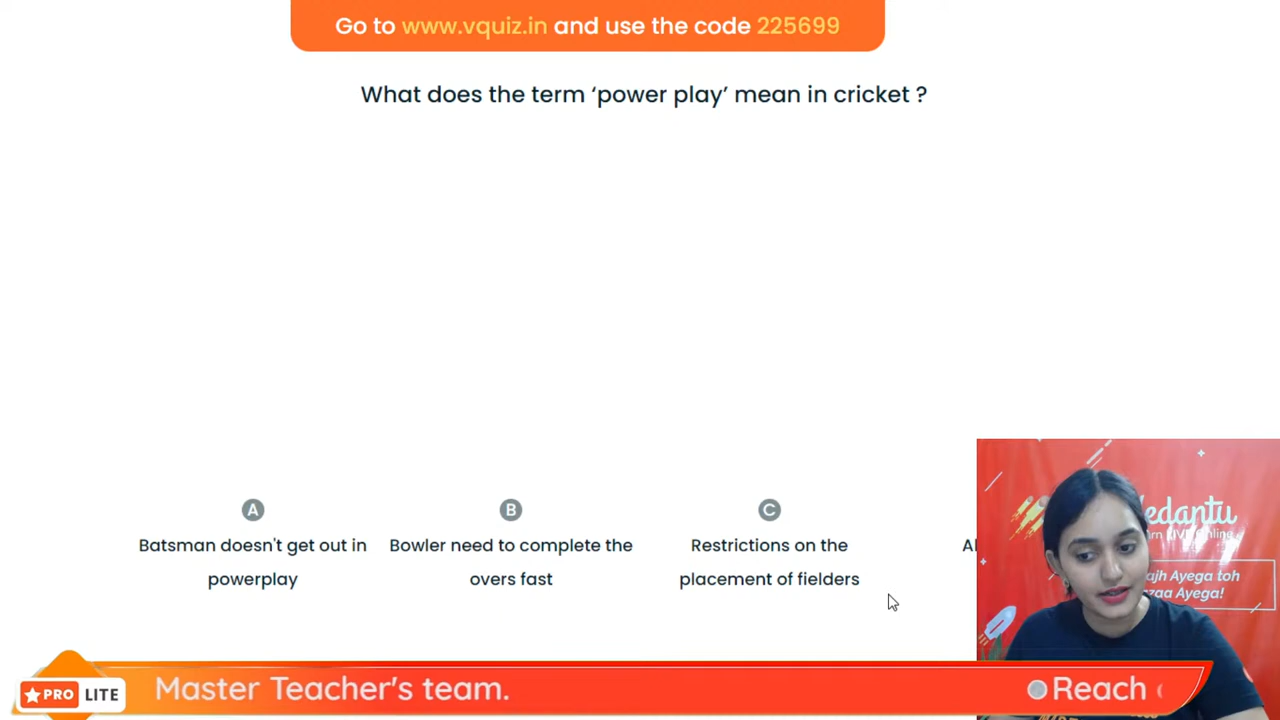 Go to www.vquiz.in and use the code 225699
What does the term ‘power play’ mean in cricket ?
A
Batsman doesn't get out in
powerplay
B
Bowler need to complete the
overs fast
C
Restrictions on the
placement of fielders
PRO LITE
Master Teacher's team.
Reach